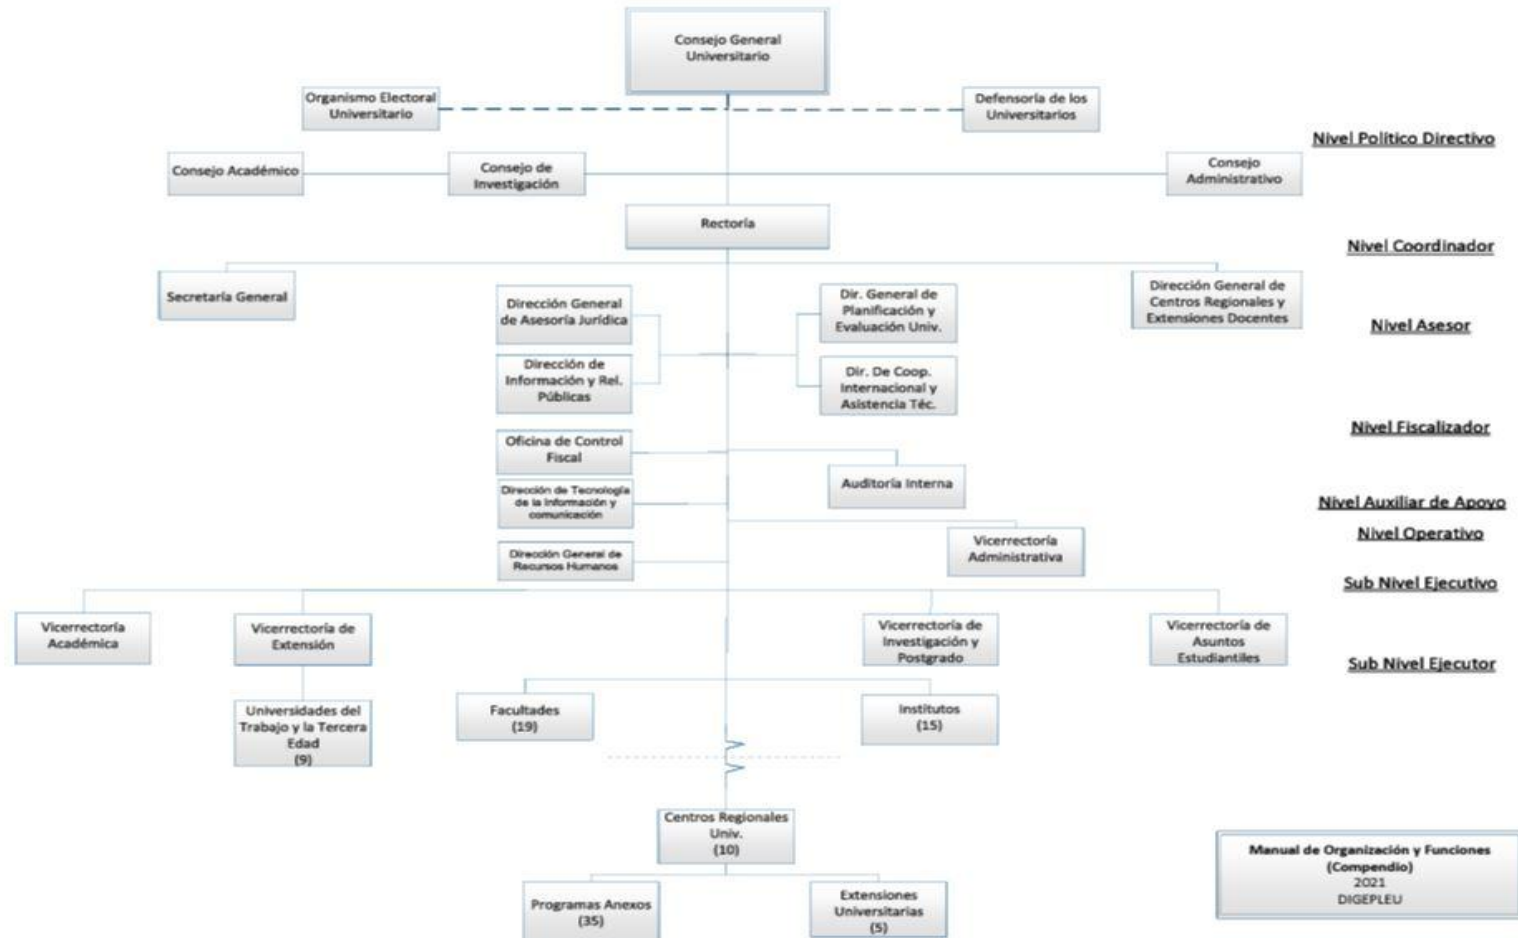 Consejo General
Universitario
Organismo Electoral
Universitario
Defensoría de los
Universitarios
Nivel Político Directivo
Consejo Académico
Consejo de
Investigación
Consejo
Administrativo
Rectoría
Nivel Coordinador
Secretaría General
Dirección General
de Asesoría Jurídica
Dir. General de
Planificación y
Evaluación Univ.
Dirección General de
Centros Regionales y
Extensiones Docentes
Nivel Asesor
Dirección de
Información y Rel.
Públicas
Dir. De Coop.
Internacional y
Asistencia Téc.
Nivel Fiscalizador
Oficina de Control
Fiscal
Auditoría Interna
Dirección de Tecnología
de la Información y
comunicación
Nivel Auxiliar de Apoyo
Nivel Operativo
Vicerrectoría
Administrativa
Dirección General de
Recursos Humanos
Sub Nivel Ejecutivo
Vicerrectoría
Académica
Vicerrectoría de
Extensión
Vicerrectoría de
Investigación y
Postgrado
Vicerrectoría de
Asuntos
Estudiantiles
Sub Nivel Ejecutor
Universidades del
Trabajo y la Tercera
Edad
(9)
Facultades
(19)
Institutos
(15)
Centros Regionales
Univ.
(10)
Programas Anexos
(35)
Extensiones
Universitarias
(5)
Manual de Organización y Funciones
(Compendio)
2021
DIGEPLEU